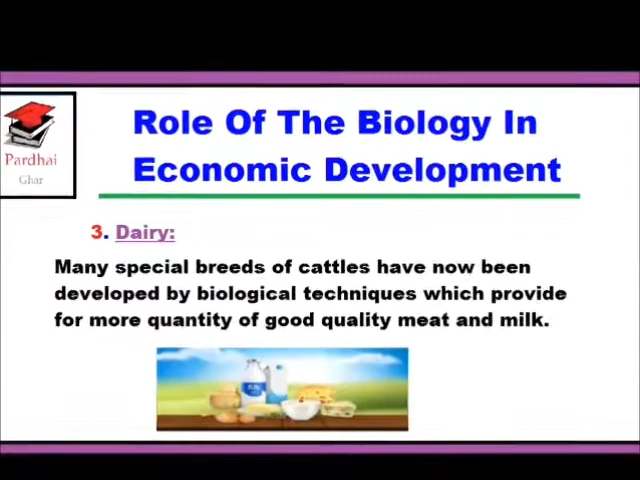 Role Of The Biology In
Economic Development
Pardhai
Ghar
3. Dairy:
Many special breeds of cattles have now been
developed by biological techniques which provide
for more quantity of good quality meat and milk.